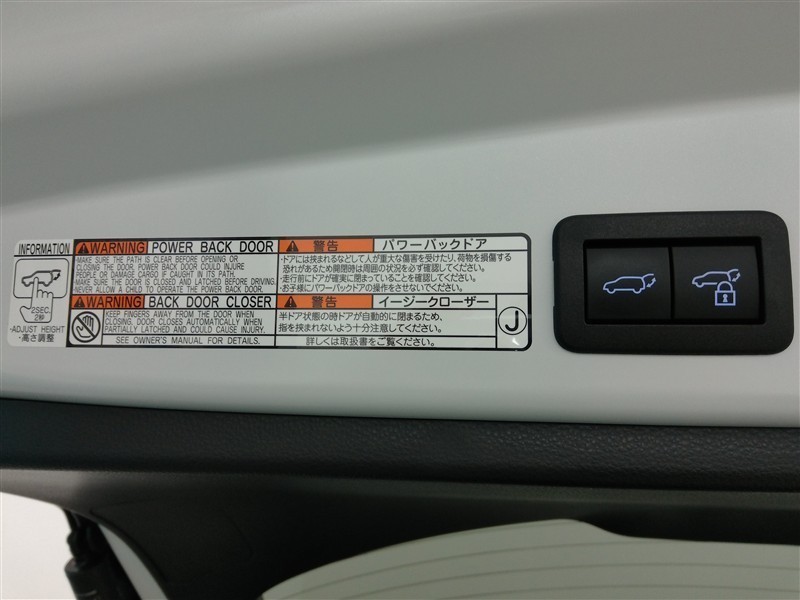 INFORMATION
2SEC.
2秒
・ADJUST HEIGHT
・高さ調整
WARNING POWER BACK DOOR
MAKE SURE THE PATH IS CLEAR BEFORE OPENING OR
CLOSING THE DOOR. POWER BACK DOOR COULD INJURE
PEOPLE OR DAMAGE CARGO IF CAUGHT IN ITS PATH.
MAKE SURE THE DOOR IS CLOSED AND LATCHED BEFORE DRIVING.
NEVER ALLOW A CHILD TO OPERATE THE POWER BACK DOOR.
警告 パワーバックドア
・ドアには挟まれるなどして人が重大な傷害を受けたり、荷物を損傷する
恐れがあるため開閉時は周囲の状況を必ず確認してください。
・走行前にドアが確実に閉まっていることを確認してください。
・お子様にパワーバックドアの操作をさせないでください。
WARNING BACK DOOR CLOSER
KEEP FINGERS AWAY FROM THE DOOR WHEN
CLOSING. DOOR CLOSES AUTOMATICALLY WHEN
PARTIALLY LATCHED AND COULD CAUSE INJURY.
SEE OWNER'S MANUAL FOR DETAILS.
警告 イージークローザー
半ドア状態の時ドアが自動的に閉まるため、
指を挟まれないよう十分注意してください。
詳しくは取扱書をご覧ください。
J